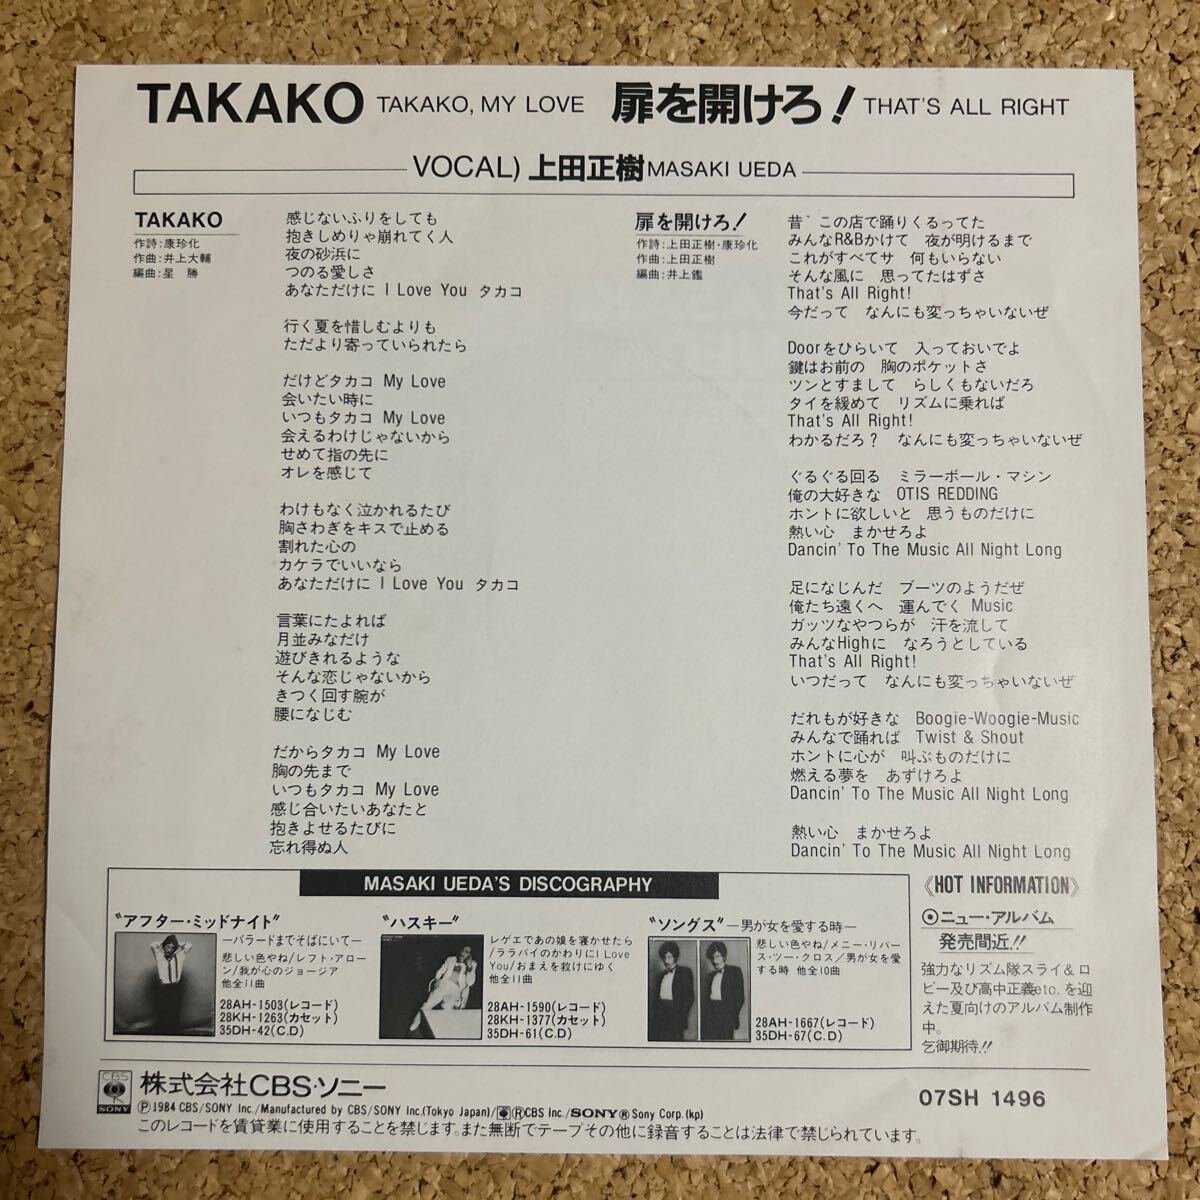 TAKAKO TAKAKO, MY LOVE 扉を開けろ! THAT'S ALL RIGHT
VOCAL) 上田正樹 MASAKI UEDA
TAKAKO
作詩:康珍化
作曲:井上大輔
編曲:星 勝
感じないふりをしても
抱きしめりゃ崩れてく人
夜の砂浜に
つのる愛しさ
あなただけに I Love You タカコ
行く夏を惜しむよりも
ただより寄っていられたら
だけどタカコ My Love
会いたい時に
いつもタカコ My Love
会えるわけじゃないから
せめて指の先に
オレを感じて
わけもなく泣かれるたび
胸さわぎをキスで止める
割れた心の
カケラでいいなら
あなただけに I Love You タカコ
言葉にたよれば
月並みなだけ
遊びきれるような
そんな恋じゃないから
きつく回す腕が
腰になじむ
だからタカコ My Love
胸の先まで
いつもタカコ My Love
感じ合いたいあなたと
抱きよせるたびに
忘れ得ぬ人
扉を開けろ!
作詩:上田正樹・康珍化
作曲:上田正樹
編曲:井上鑑
昔、この店で踊りくるってた
みんなR&Bかけて 夜が明けるまで
これがすべてサ 何もいらない
そんな風に 思ってたはずさ
That's All Right!
今だって なんにも変っちゃいないぜ
Doorをひらいて 入っておいでよ
鍵はお前の 胸のポケットさ
ツンとすまして らしくもないだろ
タイを緩めて リズムに乗れば
That's All Right!
わかるだろ? なんにも変っちゃいないぜ
ぐるぐる回る ミラーボール・マシン
俺の大好きな OTIS REDDING
ホントに欲しいと 思うものだけに
熱い心 まかせろよ
Dancin' To The Music All Night Long
足になじんだ ブーツのようだぜ
俺たち遠くへ 運んでく Music
ガッツなやつらが 汗を流して
みんなHighに なろうとしている
That's All Right!
いつだって なんにも変っちゃいないぜ
だれもが好きな Boogie-Woogie-Music
みんなで踊れば Twist & Shout
ホントに心が 叫ぶものだけに
燃える夢を あずけろよ
Dancin' To The Music All Night Long
熱い心 まかせろよ
Dancin' To The Music All Night Long
MASAKI UEDA'S DISCOGRAPHY
"アフター・ミッドナイト"
—バラードまでそばにいて—
悲しい色やね/レフト・アロー
ン/我が心のジョージア
他全11曲
28AH-1503(レコード)
28KH-1263(カセット)
35DH-42(C.D)
"ハスキー"
レゲエであの娘を寝かせたら
/ララバイのかわりにI Love
You/おまえを救けにゆく
他全11曲
28AH-1590(レコード)
28KH-1377(カセット)
35DH-61(C.D)
"ソングス" —男が女を愛する時—
悲しい色やね/メニー・リバー
ス・ツー・クロス/男が女を愛
する時 他全10曲
28AH-1667(レコード)
35DH-67(C.D)
《HOT INFORMATION》
◉ニュー・アルバム
発売間近!!
強力なリズム隊スライ&ロ
ビー及び高中正義etc.を迎
えた夏向けのアルバム制作
中。
乞御期待!!
CBS
SONY
株式会社CBS・ソニー
Ⓟ1984 CBS/SONY Inc./Manufactured by CBS/SONY Inc.(Tokyo Japan)/®CBS Inc./SONY® Sony Corp.(kp)
07SH 1496
このレコードを賃貸業に使用することを禁じます。また無断でテープその他に録音することは法律で禁じられています。